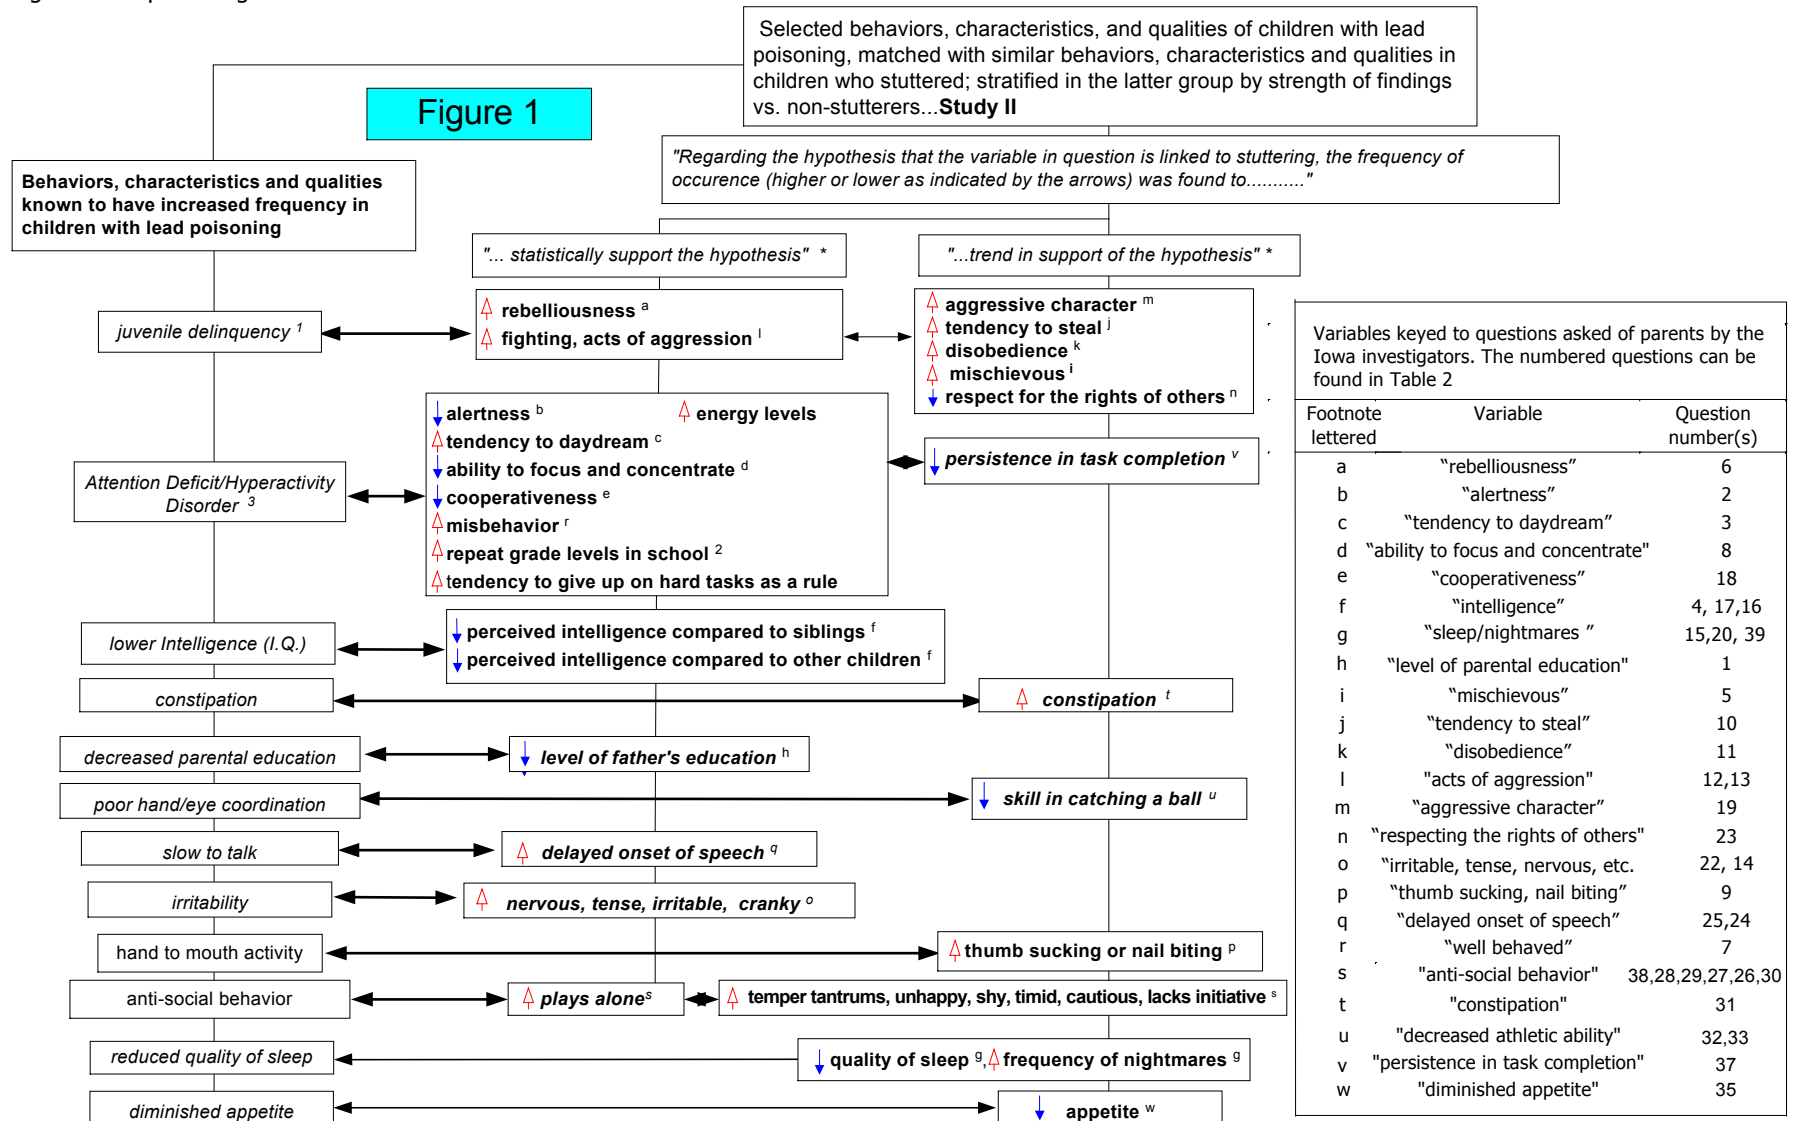 Selected behaviors, characteristics, and qualities of children with lead
poisoning, matched with similar behaviors, characteristics and qualities in
children who stuttered; stratified in the latter group by strength of findings
vs. non-stutterers...Study II
Figure 1
"Regarding the hypothesis that the variable in question is linked to stuttering, the frequency of
occurence (higher or lower as indicated by the arrows) was found to.........."
Behaviors, characteristics and qualities
known to have increased frequency in
children with lead poisoning
"... statistically support the hypothesis" *
"...trend in support of the hypothesis" *
juvenile delinquency 1
rebelliousness a
fighting, acts of aggression l
aggressive character m
tendency to steal j
disobedience k
mischievous i
respect for the rights of others n
Attention Deficit/Hyperactivity
Disorder 3
alertness b energy levels
tendency to daydream c
ability to focus and concentrate d
cooperativeness e
misbehavior r
repeat grade levels in school 2
tendency to give up on hard tasks as a rule
persistence in task completion v
lower Intelligence (I.Q.)
perceived intelligence compared to siblings f
perceived intelligence compared to other children f
constipation
constipation t
decreased parental education
level of father's education h
poor hand/eye coordination
skill in catching a ball u
slow to talk
delayed onset of speech q
irritability
nervous, tense, irritable, cranky o
hand to mouth activity
thumb sucking or nail biting p
anti-social behavior
plays alone s
temper tantrums, unhappy, shy, timid, cautious, lacks initiative s
reduced quality of sleep
quality of sleep g, frequency of nightmares g
diminished appetite
appetite w
Variables keyed to questions asked of parents by the
Iowa investigators. The numbered questions can be
found in Table 2
Footnote Variable Question
lettered number(s)
a “rebelliousness” 6
b “alertness” 2
c “tendency to daydream” 3
d “ability to focus and concentrate" 8
e “cooperativeness” 18
f “intelligence” 4, 17,16
g “sleep/nightmares ” 15,20, 39
h “level of parental education" 1
i “mischievous” 5
j “tendency to steal” 10
k “disobedience” 11
l "acts of aggression" 12,13
m “aggressive character” 19
n “respecting the rights of others" 23
o “irritable, tense, nervous, etc. 22, 14
p “thumb sucking, nail biting” 9
q “delayed onset of speech” 25,24
r “well behaved” 7
s "anti-social behavior" 38,28,29,27,26,30
t "constipation" 31
u "decreased athletic ability" 32,33
v "persistence in task completion" 37
w "diminished appetite" 35